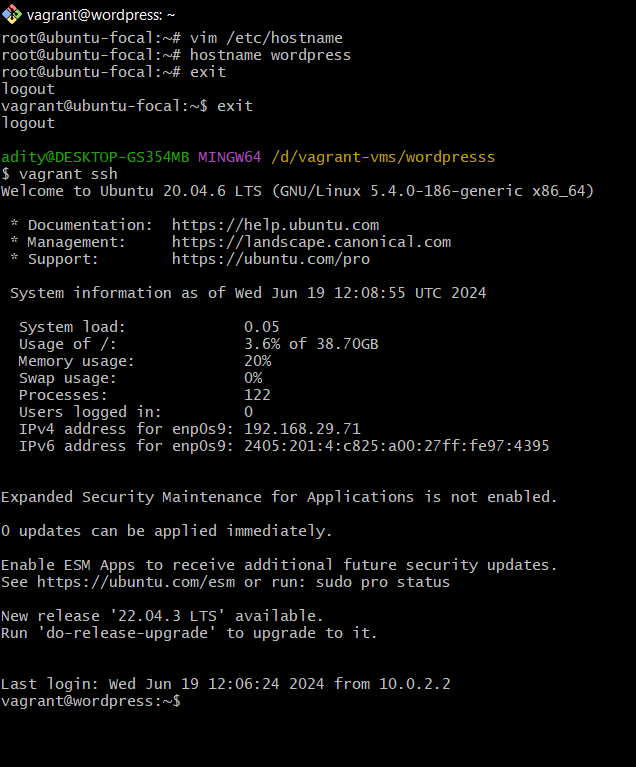 vagrant@wordpress: ~
root@ubuntu-focal:~# vim /etc/hostname
root@ubuntu-focal:~# hostname wordpress
root@ubuntu-focal:~# exit
logout
vagrant@ubuntu-focal:~$ exit
logout
adity@DESKTOP-GS354MB MINGW64 /d/vagrant-vms/wordpresss
$ vagrant ssh
Welcome to Ubuntu 20.04.6 LTS (GNU/Linux 5.4.0-186-generic x86_64)
* Documentation:  https://help.ubuntu.com
* Management:     https://landscape.canonical.com
* Support:        https://ubuntu.com/pro
System information as of Wed Jun 19 12:08:55 UTC 2024
System load:             0.05
Usage of /:              3.6% of 38.70GB
Memory usage:            20%
Swap usage:              0%
Processes:               122
Users logged in:         0
IPv4 address for enp0s9: 192.168.29.71
IPv6 address for enp0s9: 2405:201:4:c825:a00:27ff:fe97:4395
Expanded Security Maintenance for Applications is not enabled.
0 updates can be applied immediately.
Enable ESM Apps to receive additional future security updates.
See https://ubuntu.com/esm or run: sudo pro status
New release '22.04.3 LTS' available.
Run 'do-release-upgrade' to upgrade to it.
Last login: Wed Jun 19 12:06:24 2024 from 10.0.2.2
vagrant@wordpress:~$